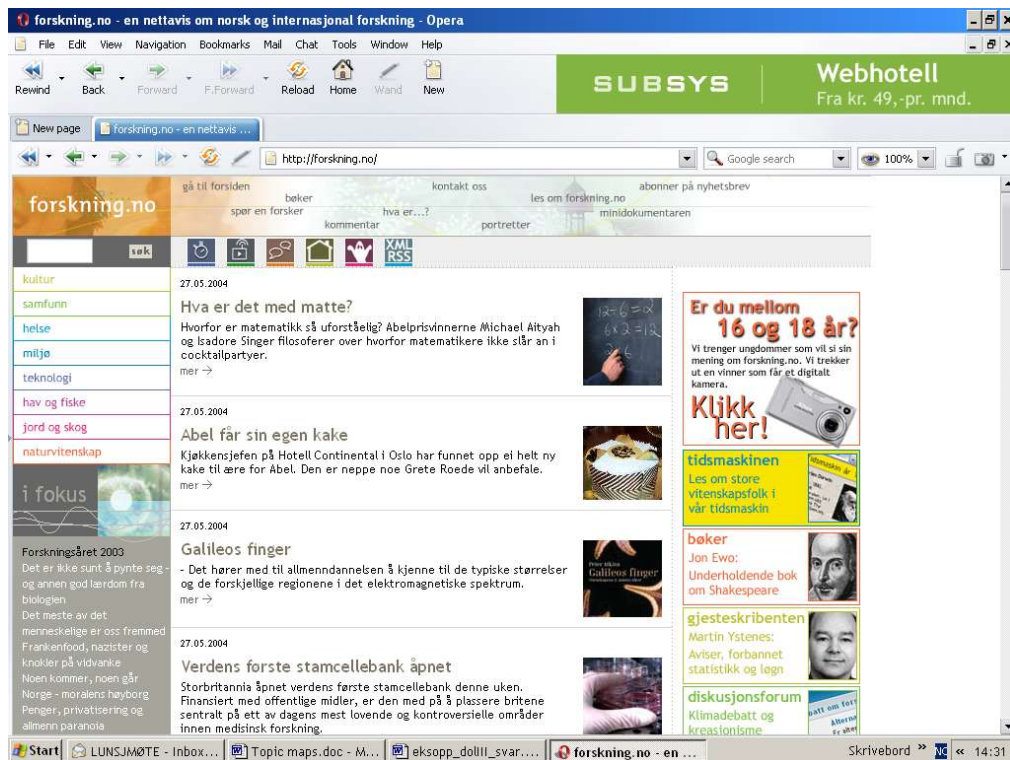 forskning.no - en nettavis om norsk og internasjonal forskning - Opera
File Edit View Navigation Bookmarks Mail Chat Tools Window Help
Rewind Back Forward F.Forward Reload Home Wand New
SUBSYS
Webhotell
Fra kr. 49,-pr. mnd.
New page forskning.no - en nettavis ...
http://forskning.no/ Google search 100%
forskning.no
gå til forsiden kontakt oss abonner på nyhetsbrev
bøker les om forskning.no
spør en forsker hva er...? minidokumentaren
kommentar portretter
søk
XML
RSS
kultur
samfunn
helse
miljø
teknologi
hav og fiske
jord og skog
naturvitenskap
i fokus
Forskningsåret 2003
Det er ikke sunt å pynte seg -
og annen god lærdom fra
biologien
Det meste av det
menneskelige er oss fremmed
Frankenfood, nazister og
knokler på vidvanke
Noen kommer, noen går
Norge - moralens høyborg
Penger, privatisering og
allmenn paranoia
27.05.2004
Hva er det med matte?
Hvorfor er matematikk så uforståelig? Abelprisvinnerne Michael Aityah
og Isadore Singer filosoferer over hvorfor matematikere ikke slår an i
cocktailpartyer.
mer →
12-6=2
6x2=12
27.05.2004
Abel får sin egen kake
Kjøkkensjefen på Hotell Continental i Oslo har funnet opp ei helt ny
kake til ære for Abel. Den er neppe noe Grete Roede vil anbefale.
mer →
27.05.2004
Galileos finger
- Det hører med til allmenndannelsen å kjenne til de typiske størrelser
og de forskjellige regionene i det elektromagnetiske spektrum.
mer →
Peter Atkins
Galileos finger
27.05.2004
Verdens første stamcellebank åpnet
Storbritannia åpnet verdens første stamcellebank denne uken.
Finansiert med offentlige midler, er den med på å plassere britene
sentralt på ett av dagens mest lovende og kontroversielle områder
innen medisinsk forskning.
Er du mellom
16 og 18 år?
Vi trenger ungdommer som vil si sin
mening om forskning.no. Vi trekker
ut en vinner som får et digitalt
kamera.
Klikk
her!
tidsmaskinen
Les om store
vitenskapsfolk i
vår tidsmaskin
bøker
Jon Ewo:
Underholdende bok
om Shakespeare
gjesteskribenten
Martin Ystenes:
Aviser, forbannet
statistikk og løgn
diskusjonsforum
Klimadebatt og
kreasjonisme
Start LUNSJMØTE - Inbox... Topic maps.doc - M... eksopp_dolIII_svar.... forskning.no - en ... Skrivebord » NO « 14:31